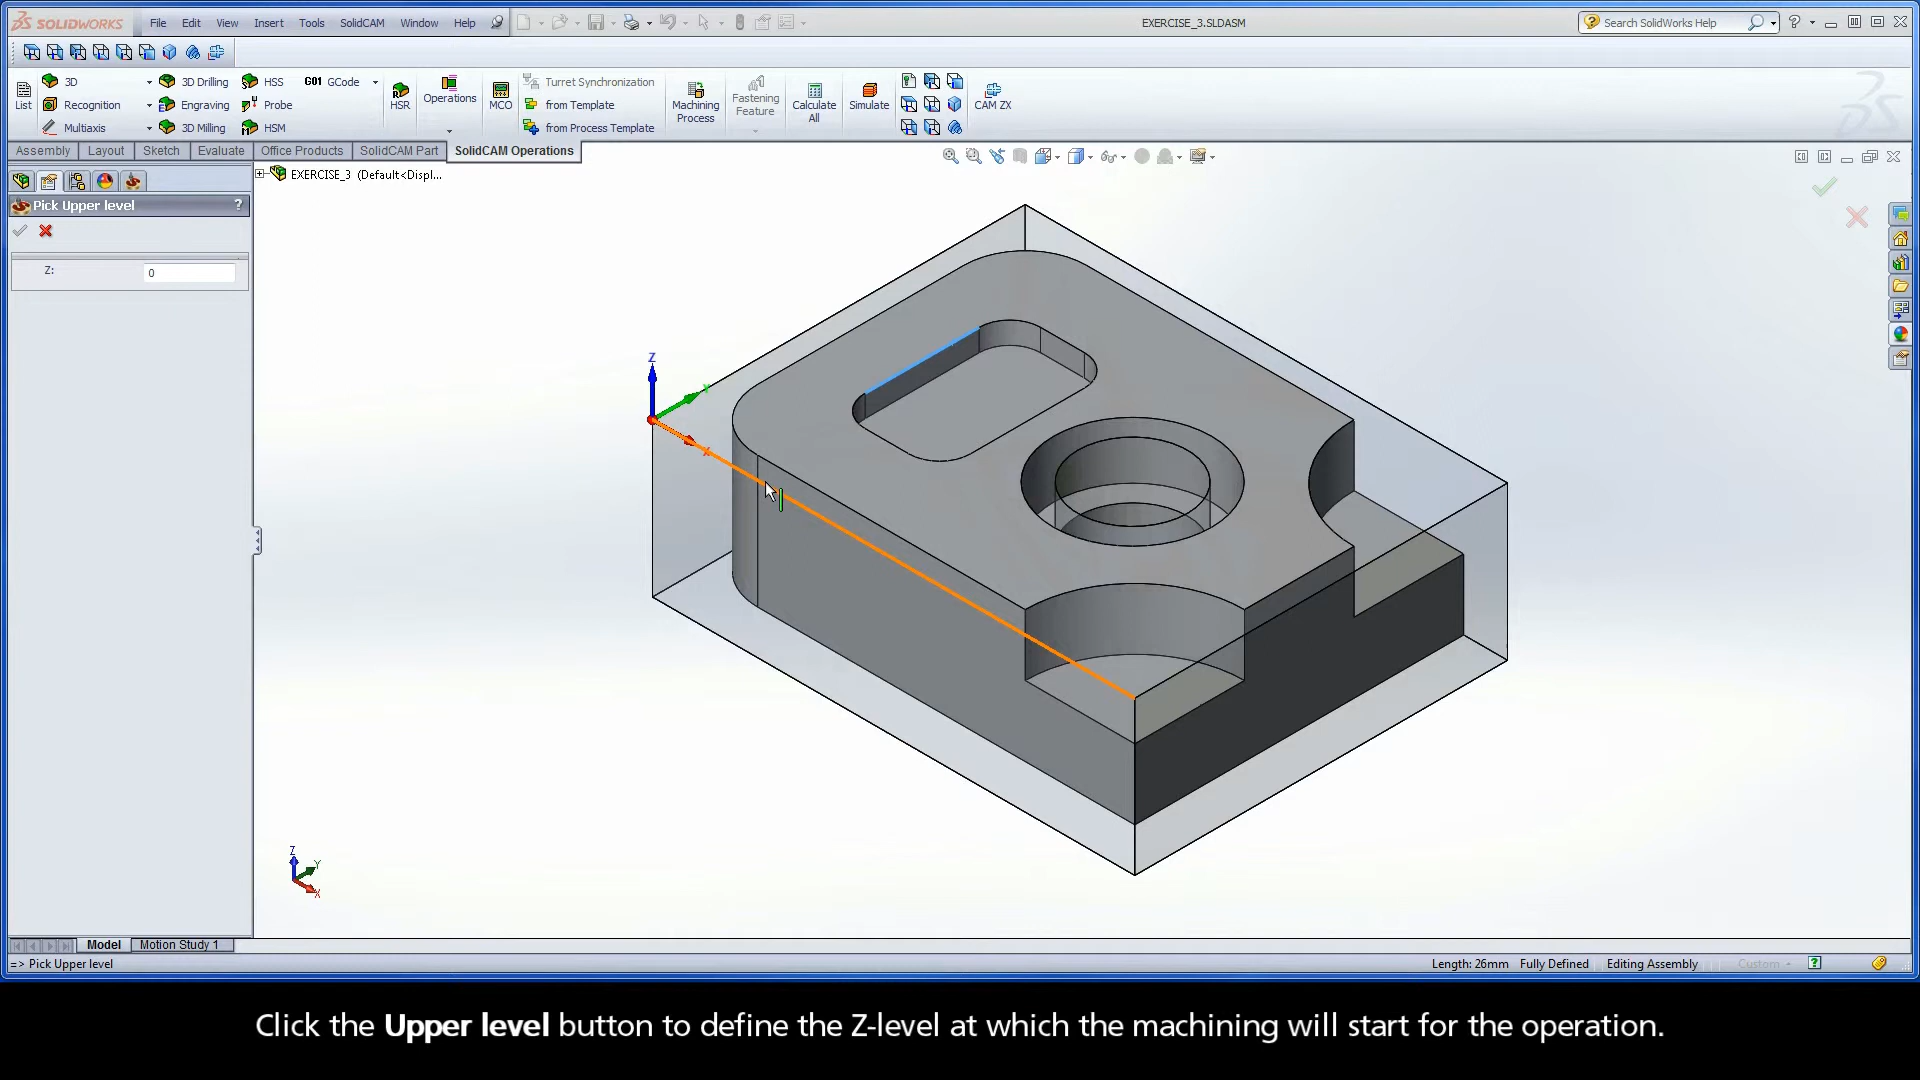 SOLIDWORKS File Edit View Insert Tools SolidCAM Window Help EXERCISE_3.SLDASM Search SolidWorks Help
3D 3D Drilling HSS G01 GCode Turret Synchronization
List Recognition Engraving Probe HSR Operations MCO from Template Machining Process Fastening Feature Calculate All Simulate CAM ZX
Multiaxis 3D Milling HSM from Process Template
Assembly Layout Sketch Evaluate Office Products SolidCAM Part SolidCAM Operations
EXERCISE_3 (Default<Displ...
Pick Upper level ?
Z: 0
Z
X
Z
Y
X
Model Motion Study 1
=> Pick Upper level Length: 26mm Fully Defined Editing Assembly Custom
Click the Upper level button to define the Z-level at which the machining will start for the operation.